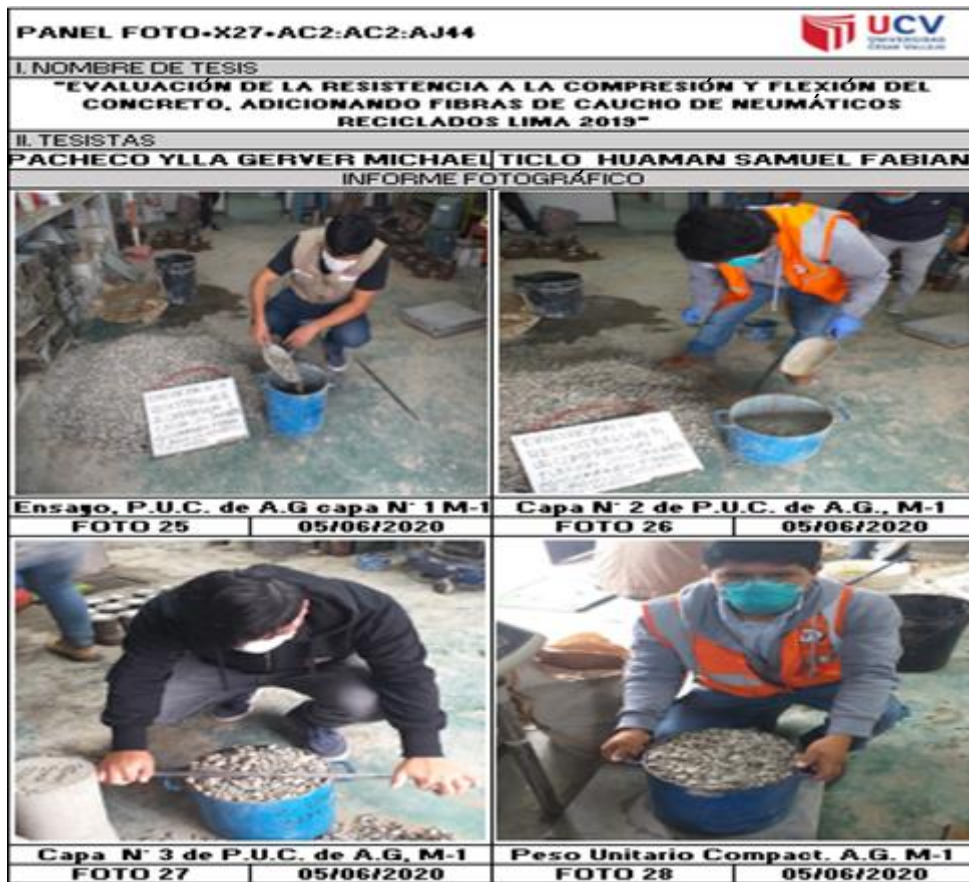 PANEL FOTO+X27+AC2:AC2:AJ44
UCV
UNIVERSIDAD
CÉSAR VALLEJO
I. NOMBRE DE TESIS
"EVALUACIÓN DE LA RESISTENCIA A LA COMPRESIÓN Y FLEXIÓN DEL
CONCRETO, ADICIONANDO FIBRAS DE CAUCHO DE NEUMÁTICOS
RECICLADOS LIMA 2019"
II. TESISTAS
PACHECO YLLA GERVER MICHAEL TICLO HUAMAN SAMUEL FABIAN
INFORME FOTOGRÁFICO
Ensayo, P.U.C. de A.G capa N° 1 M-1
Capa N° 2 de P.U.C. de A.G., M-1
FOTO 25 05/06/2020
FOTO 26 05/06/2020
Capa N° 3 de P.U.C. de A.G, M-1
Peso Unitario Compact. A.G. M-1
FOTO 27 05/06/2020
FOTO 28 05/06/2020